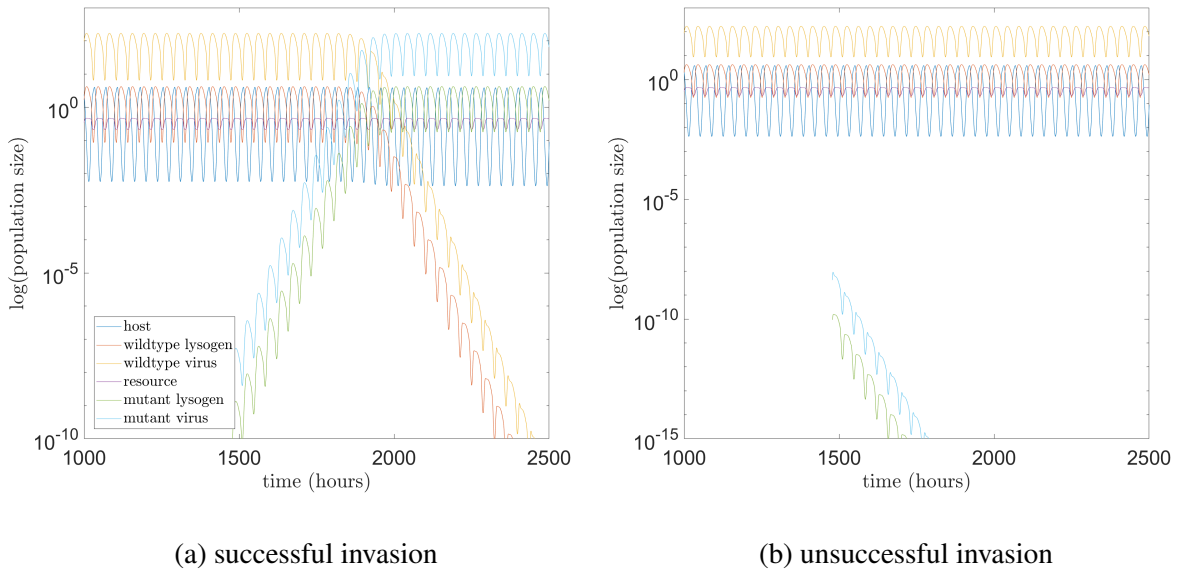 log(population size)
10^0
10^-5
10^-10
host
wildtype lysogen
wildtype virus
resource
mutant lysogen
mutant virus
1000 1500 2000 2500
time (hours)
(a) successful invasion
log(population size)
10^0
10^-5
10^-10
10^-15
1000 1500 2000 2500
time (hours)
(b) unsuccessful invasion